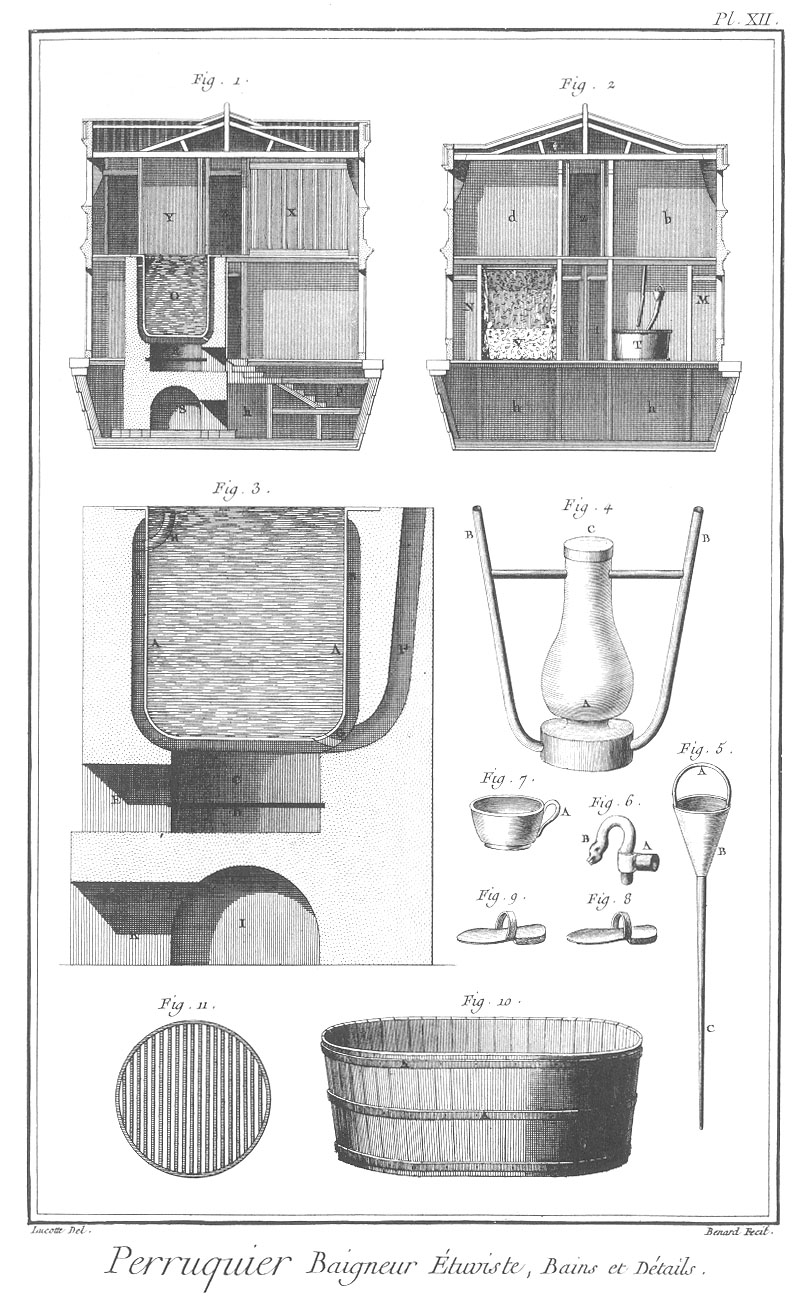 Pl. XII.
Fig. 1.
Fig. 2
Y
X
O
g
h
d
b
N
V
T
M
h
h
Fig. 3.
A
A
C
E
K
I
Fig. 4
C
B
B
A
Fig. 5.
A
B
C
Fig. 7.
A
Fig. 6.
A
B
Fig. 9.
Fig. 8
Fig. 11.
Fig. 10.
A
A
Lucotte Del.
Benard Fecit.
Perruquier Baigneur Étuviste, Bains et Détails.